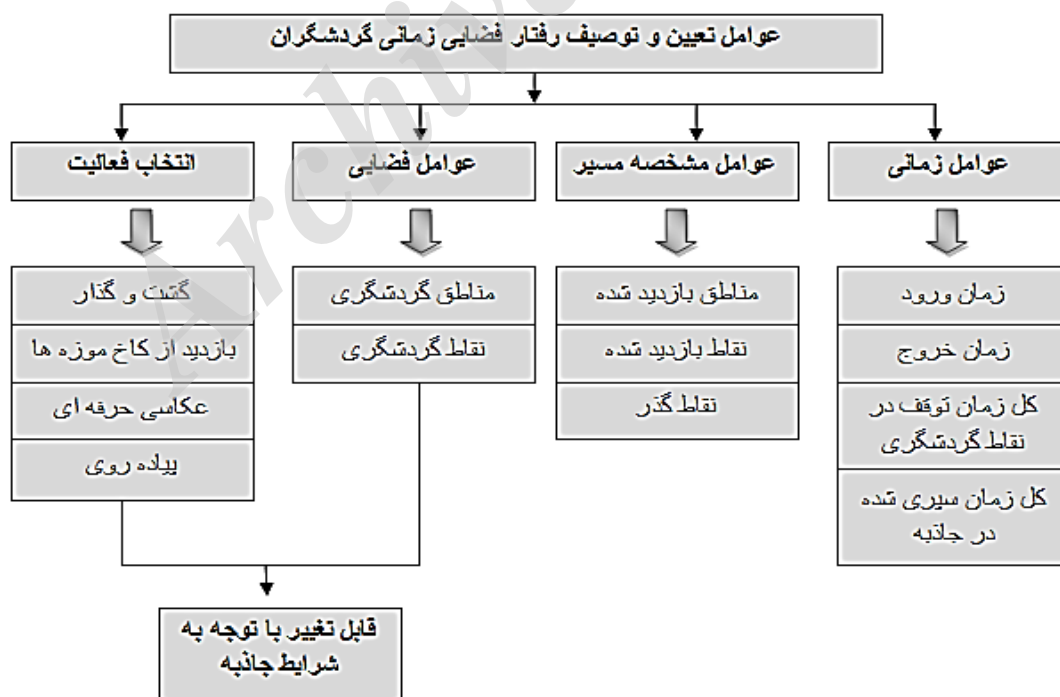 عوامل تعیین و توصیف رفتار فضایی زمانی گردشگران
عوامل زمانی
عوامل مشخصه مسیر
عوامل فضایی
انتخاب فعالیت
زمان ورود
زمان خروج
کل زمان توقف در
نقاط گردشگری
کل زمان سپری شده
در جاذبه
مناطق بازدید شده
نقاط بازدید شده
نقاط گذر
مناطق گردشگری
نقاط گردشگری
گشت و گذار
بازدید از کاخ موزه ها
عکاسی حرفه ای
پیاده روی
قابل تغییر با توجه به
شرایط جاذبه
Archive